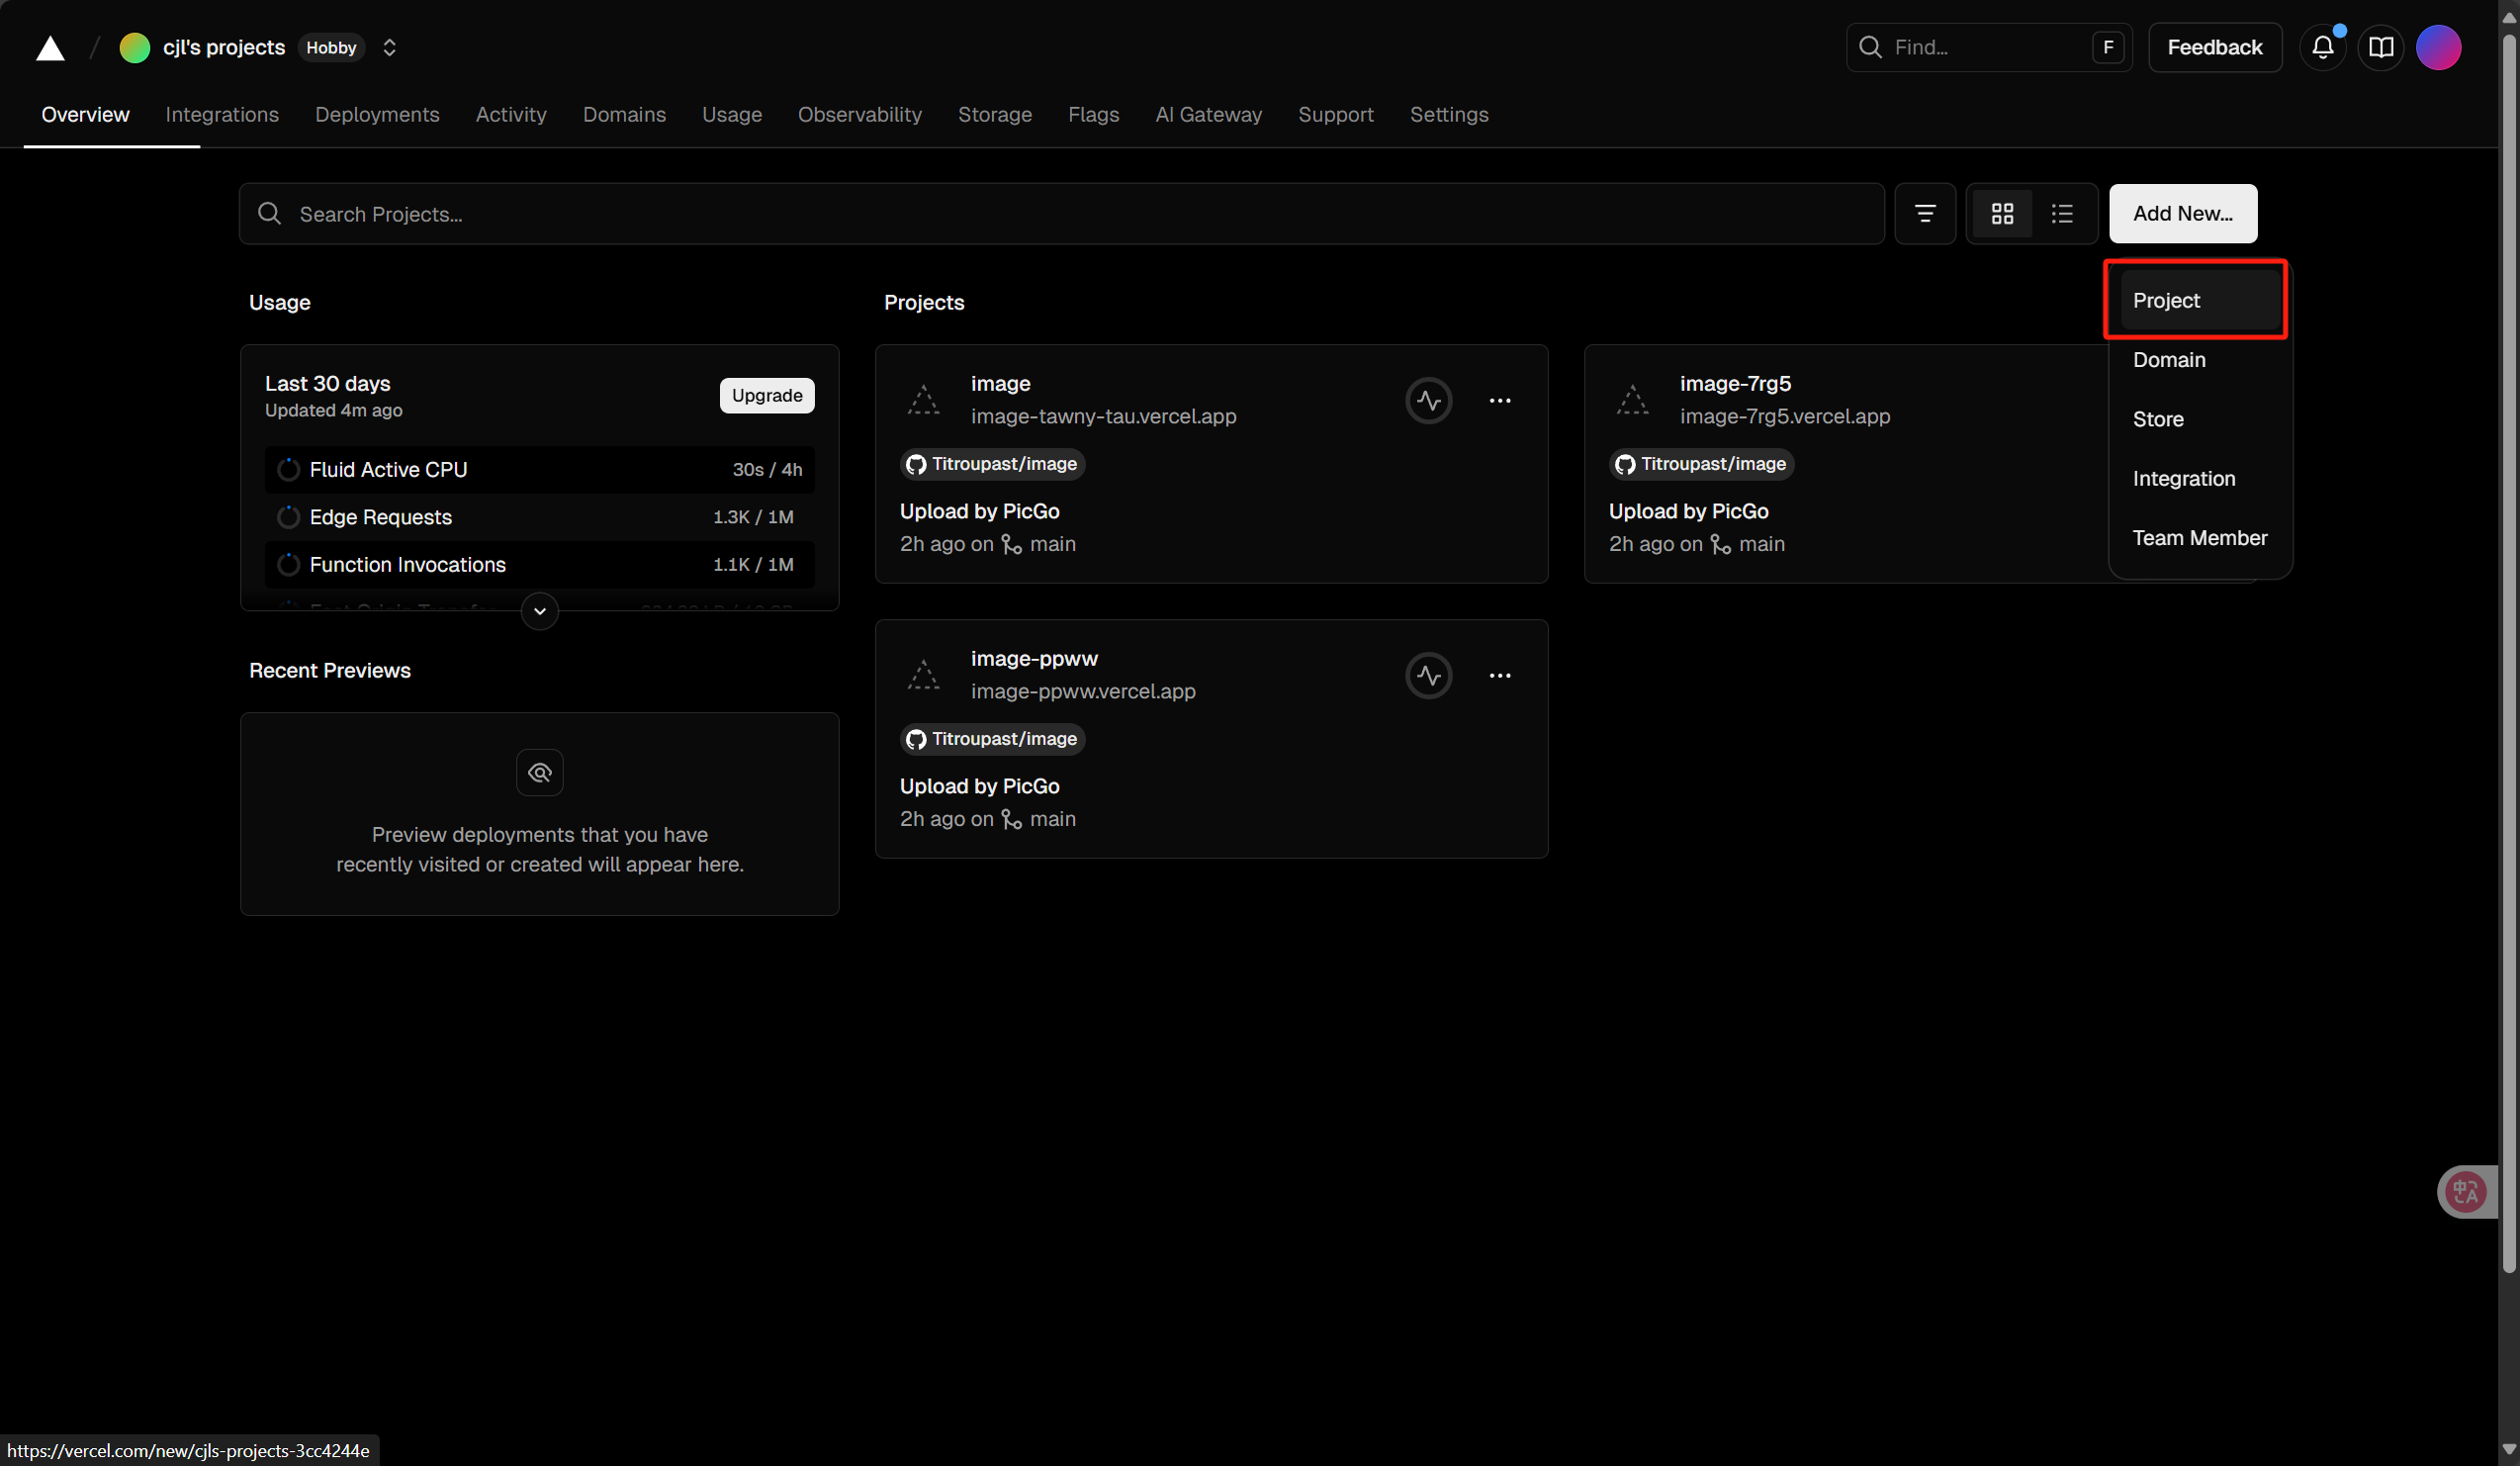 cjl's projects Hobby
Find... F
Feedback
Overview Integrations Deployments Activity Domains Usage Observability Storage Flags AI Gateway Support Settings
Search Projects...
Add New...
Project
Domain
Store
Integration
Team Member
Usage
Last 30 days
Updated 4m ago
Upgrade
Fluid Active CPU 30s / 4h
Edge Requests 1.3K / 1M
Function Invocations 1.1K / 1M
Recent Previews
Preview deployments that you have
recently visited or created will appear here.
Projects
image
image-tawny-tau.vercel.app
Titroupast/image
Upload by PicGo
2h ago on main
image-7rg5
image-7rg5.vercel.app
Titroupast/image
Upload by PicGo
2h ago on main
image-ppww
image-ppww.vercel.app
Titroupast/image
Upload by PicGo
2h ago on main
中 A
https://vercel.com/new/cjls-projects-3cc4244e